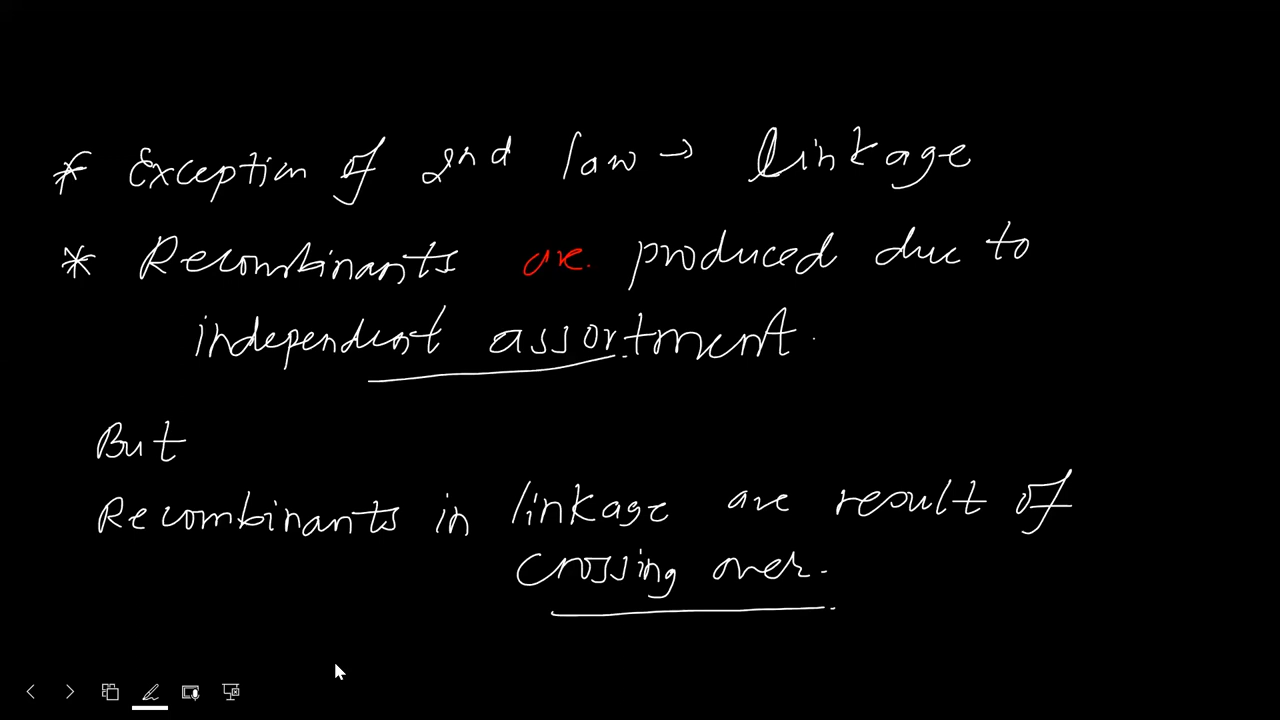 * Exception of 2nd law → linkage
* Recombinants are produced due to
independent assortment.
But
Recombinants in linkage are result of
crossing over.